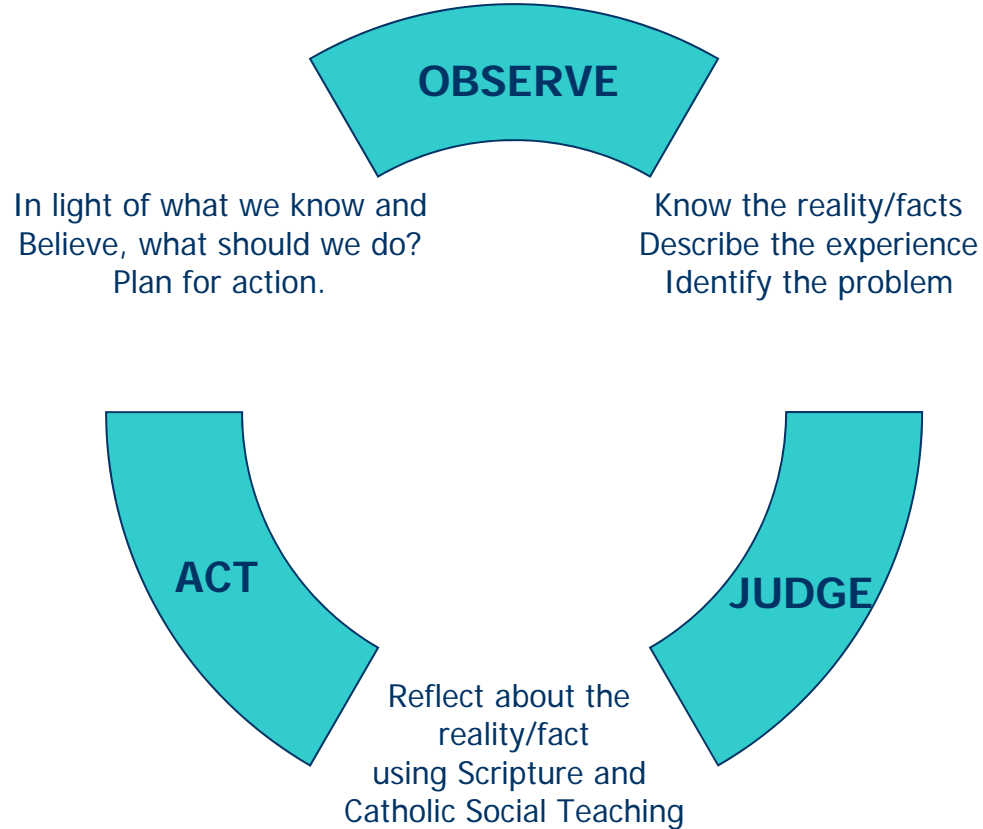 OBSERVE
In light of what we know and
Believe, what should we do?
Plan for action.
Know the reality/facts
Describe the experience
Identify the problem
ACT
JUDGE
Reflect about the
reality/fact
using Scripture and
Catholic Social Teaching